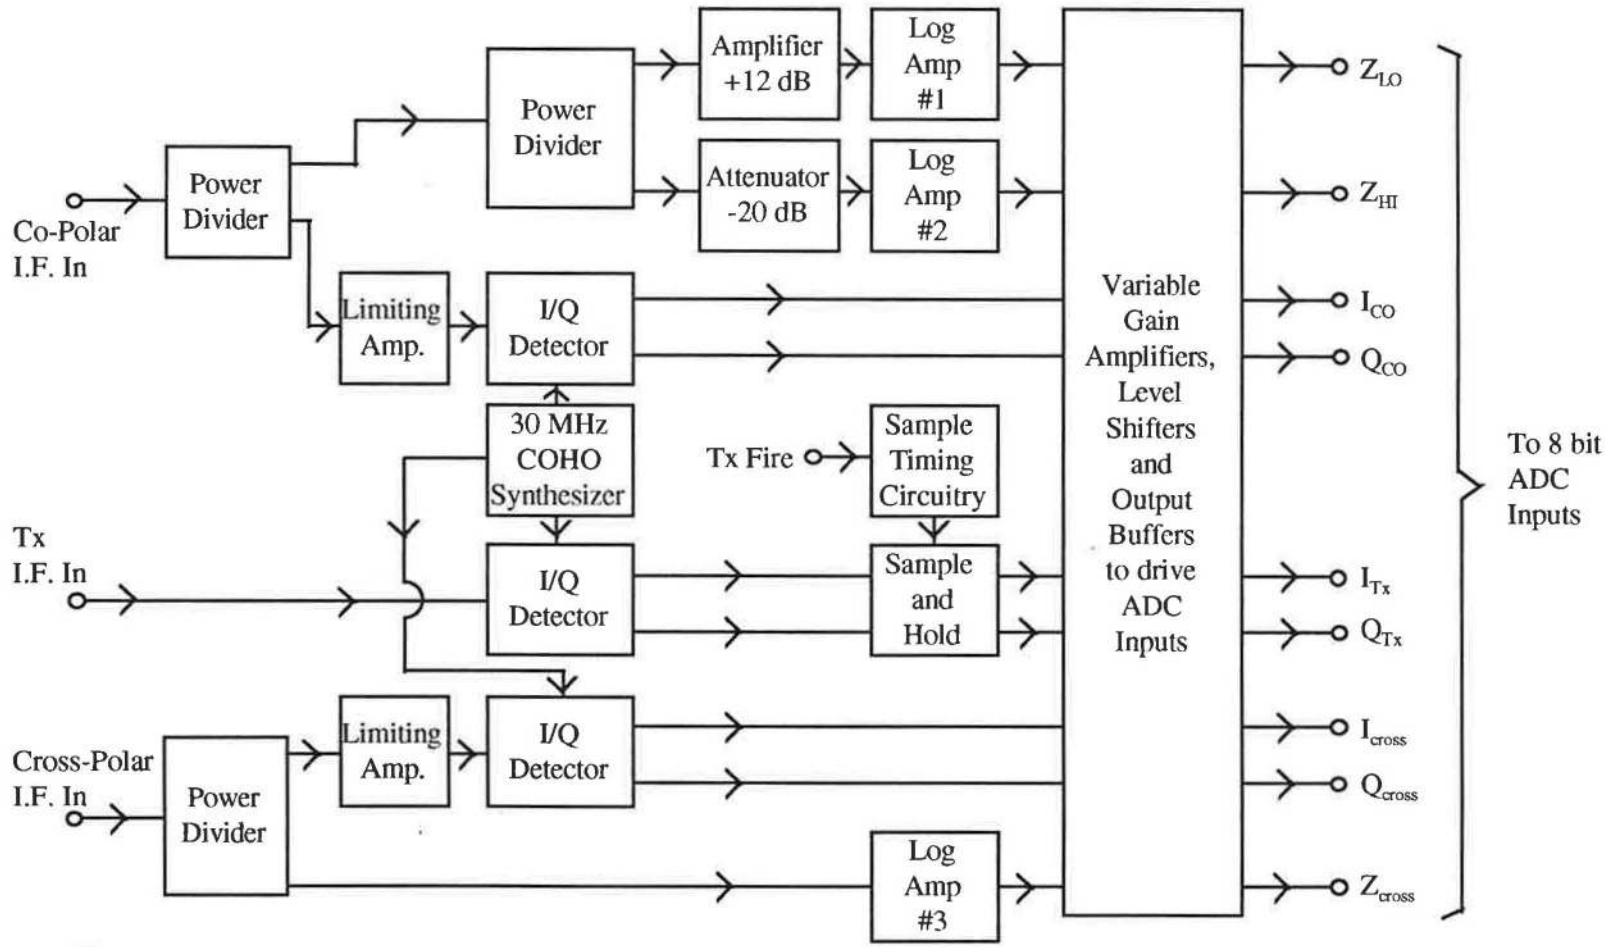 Co-Polar
I.F. In
Power
Divider
Power
Divider
Amplifier
+12 dB
Log
Amp
#1
Attenuator
-20 dB
Log
Amp
#2
Limiting
Amp.
I/Q
Detector
30 MHz
COHO
Synthesizer
Tx Fire
Sample
Timing
Circuitry
Tx
I.F. In
I/Q
Detector
Sample
and
Hold
Cross-Polar
I.F. In
Power
Divider
Limiting
Amp.
I/Q
Detector
Log
Amp
#3
Variable
Gain
Amplifiers,
Level
Shifters
and
Output
Buffers
to drive
ADC
Inputs
Z_LO
Z_HI
I_CO
Q_CO
I_Tx
Q_Tx
I_cross
Q_cross
Z_cross
To 8 bit
ADC
Inputs